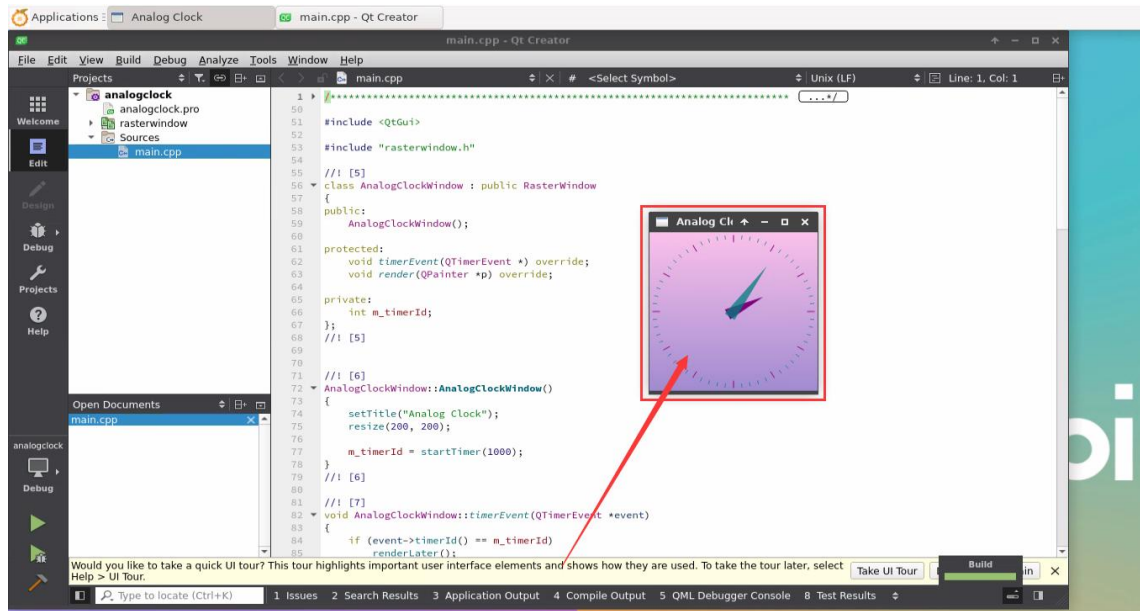 Applications
Analog Clock
main.cpp - Qt Creator
main.cpp - Qt Creator
File Edit View Build Debug Analyze Tools Window Help
Projects
main.cpp
# <Select Symbol>
Unix (LF)
Line: 1, Col: 1
Welcome
Edit
Design
Debug
Projects
Help
analogclock
Debug
analogclock
analogclock.pro
rasterwindow
Sources
main.cpp
Open Documents
main.cpp
1 /**************************************************************************** ...*/
50
51 #include <QtGui>
52
53 #include "rasterwindow.h"
54
55 //! [5]
56 class AnalogClockWindow : public RasterWindow
57 {
58 public:
59 AnalogClockWindow();
60
61 protected:
62 void timerEvent(QTimerEvent *) override;
63 void render(QPainter *p) override;
64
65 private:
66 int m_timerId;
67 };
68 //! [5]
69
70
71 //! [6]
72 AnalogClockWindow::AnalogClockWindow()
73 {
74 setTitle("Analog Clock");
75 resize(200, 200);
76
77 m_timerId = startTimer(1000);
78 }
79 //! [6]
80
81 //! [7]
82 void AnalogClockWindow::timerEvent(QTimerEvent *event)
83 {
84 if (event->timerId() == m_timerId)
85 renderLater();
Analog Cl
Would you like to take a quick UI tour? This tour highlights important user interface elements and shows how they are used. To take the tour later, select
Help > UI Tour.
Take UI Tour
Build
Type to locate (Ctrl+K)
1 Issues 2 Search Results 3 Application Output 4 Compile Output 5 QML Debugger Console 8 Test Results
pi